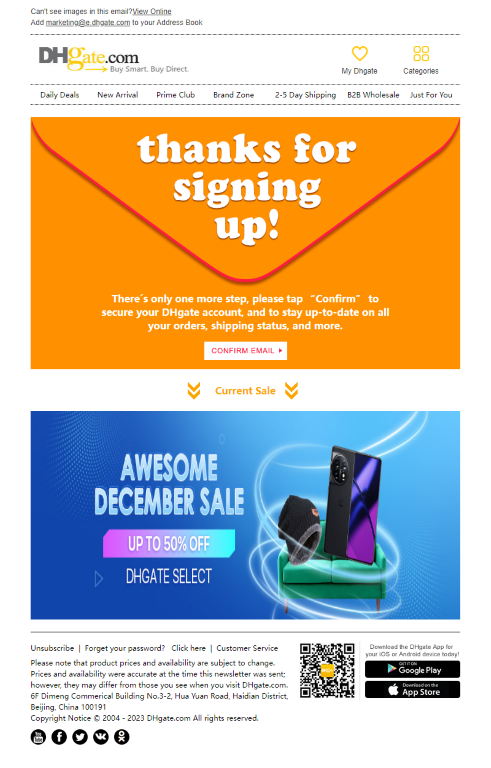 Can't see images in this email?View Online
Add marketing@e.dhgate.com to your Address Book
DHgate.com
Buy Smart. Buy Direct.
My Dhgate
Categories
Daily Deals New Arrival Prime Club Brand Zone 2-5 Day Shipping B2B Wholesale Just For You
thanks for
signing
up!
There's only one more step, please tap “Confirm” to
secure your DHgate account, and to stay up-to-date on all
your orders, shipping status, and more.
CONFIRM EMAIL
Current Sale
AWESOME
DECEMBER SALE
UP TO 50% OFF
DHGATE SELECT
Unsubscribe | Forget your password? Click here | Customer Service
Please note that product prices and availability are subject to change.
Prices and availability were accurate at the time this newsletter was sent;
however, they may differ from those you see when you visit DHgate.com.
6F Dimeng Commerical Building No.3-2, Hua Yuan Road, Haidian District,
Beijing, China 100191
Copyright Notice © 2004 - 2023 DHgate.com All rights reserved.
Download the DHgate App for
your iOS or Android device today!
GET IT ON
Google Play
Download on the
App Store
You
Tube